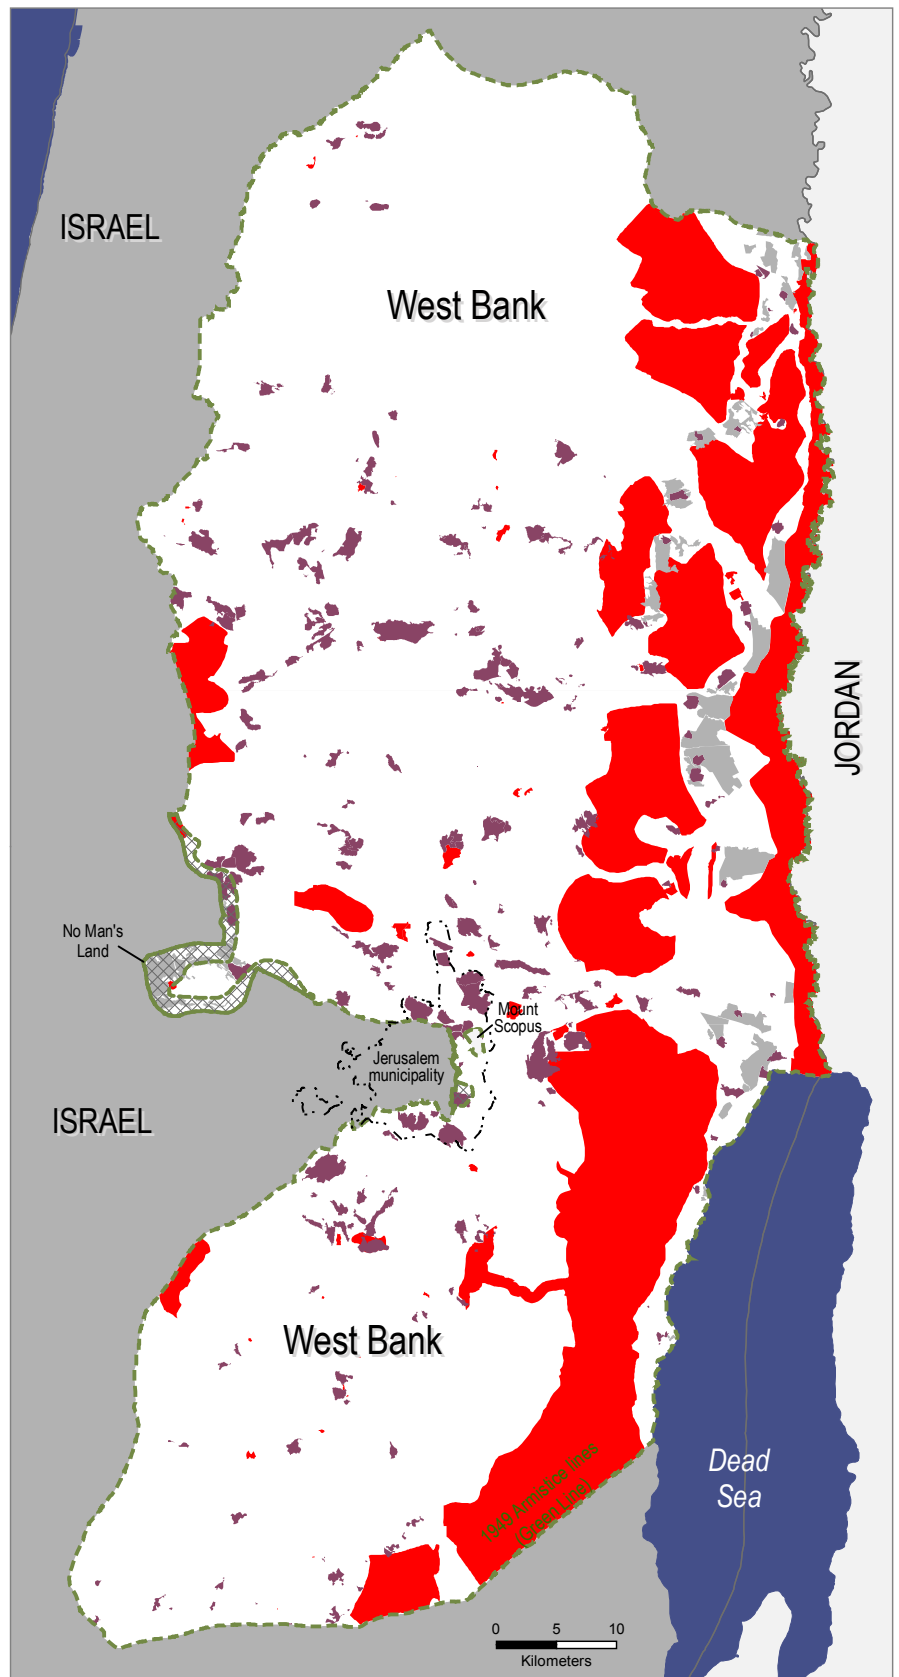 ISRAEL
West Bank
JORDAN
No Man's
Land
Mount
Scopus
Jerusalem
municipality
ISRAEL
West Bank
Dead
Sea
1949 Armistice lines
(Green Line)
0 5 10
Kilometers